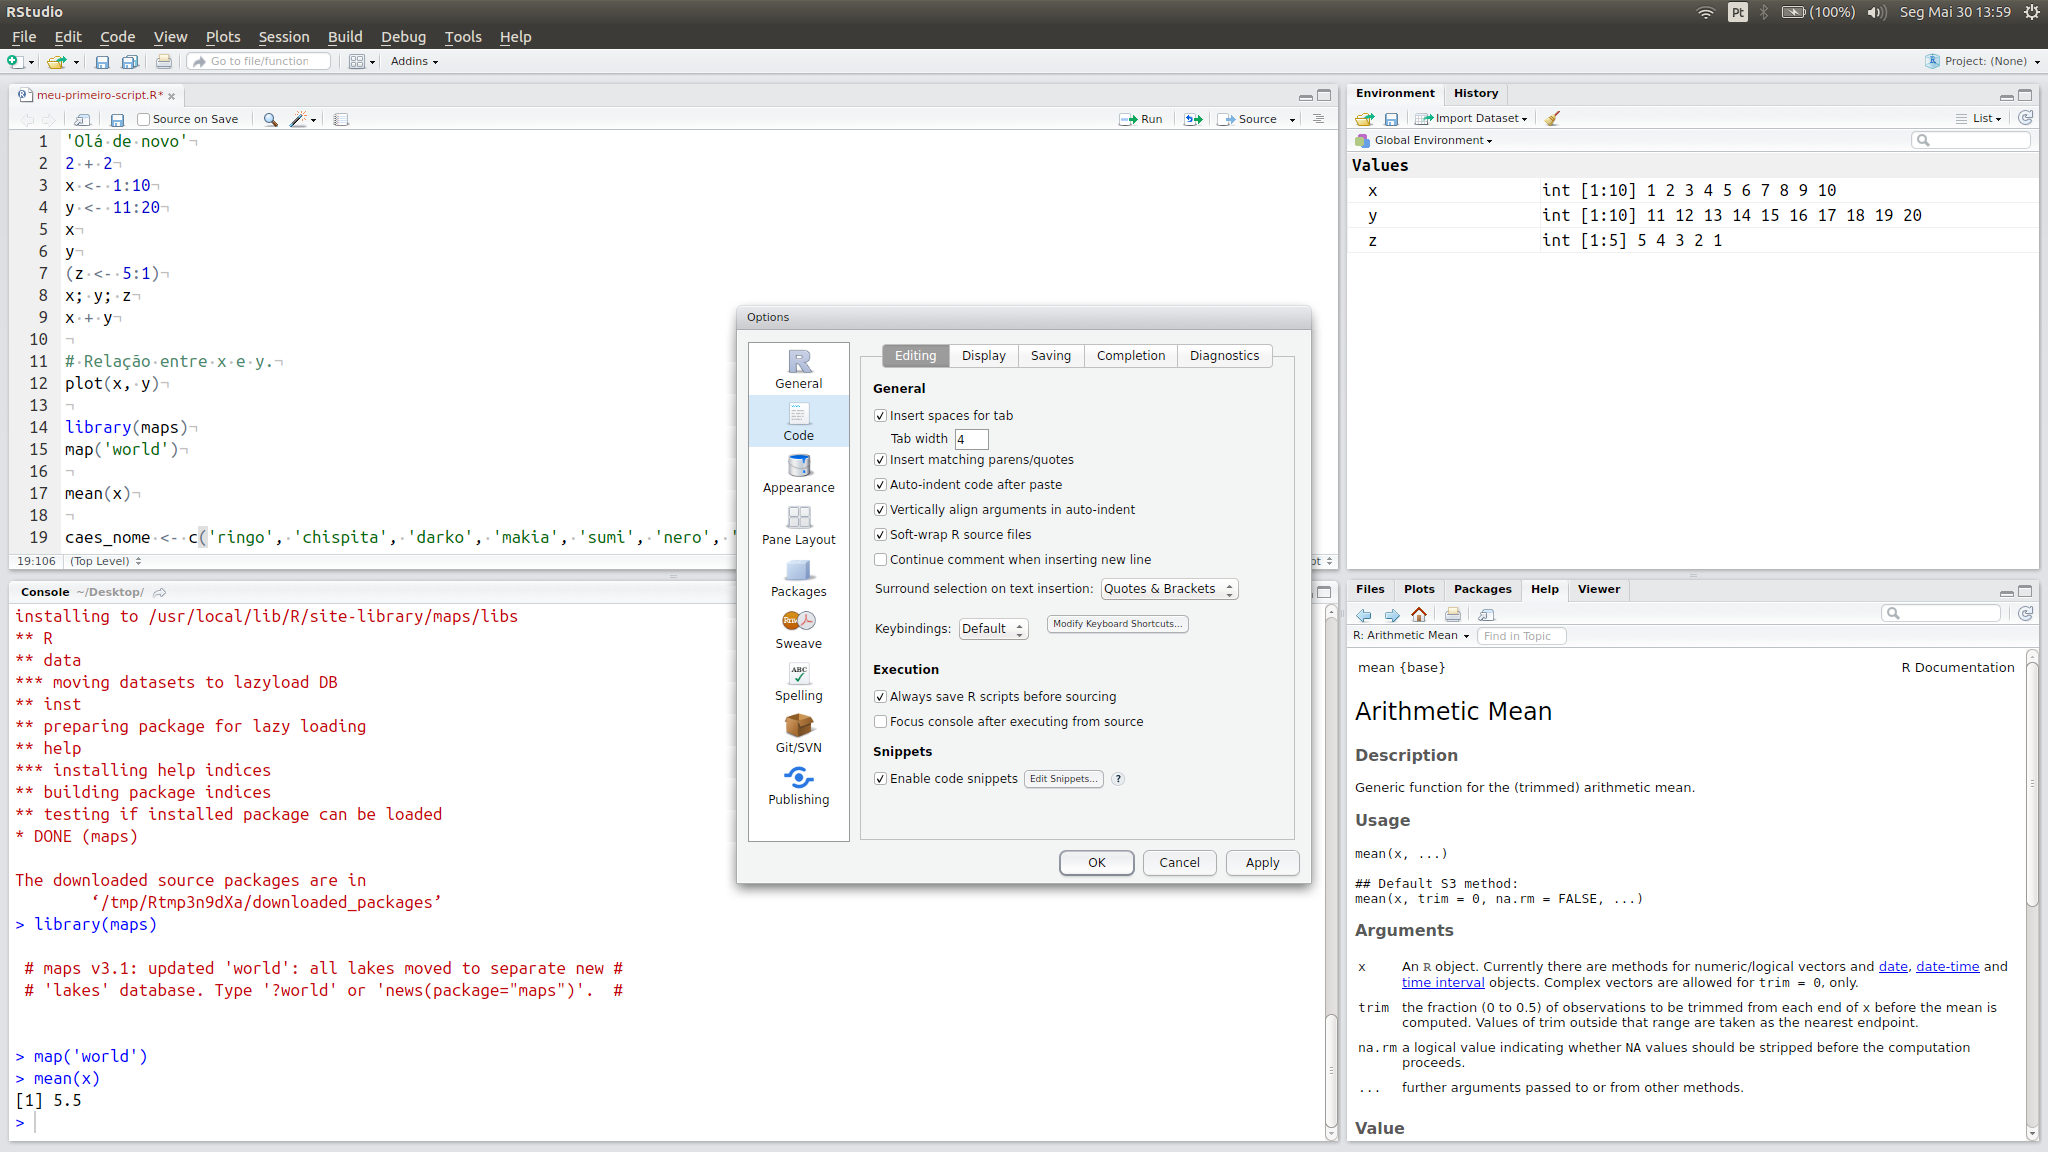 RStudio
Pt (100%) Seg Mai 30 13:59
File Edit Code View Plots Session Build Debug Tools Help
Go to file/function Addins Project: (None)
meu-primeiro-script.R*
Source on Save Run Source
1 'Olá de novo'
2 2 + 2
3 x <- 1:10
4 y <- 11:20
5 x
6 y
7 (z <- 5:1)
8 x; y; z
9 x + y
10
11 # Relação entre x e y.
12 plot(x, y)
13
14 library(maps)
15 map('world')
16
17 mean(x)
18
19 caes_nome <- c('ringo', 'chispita', 'darko', 'makia', 'sumi', 'nero', '
19:106 (Top Level)
Console ~/Desktop/
installing to /usr/local/lib/R/site-library/maps/libs
** R
** data
*** moving datasets to lazyload DB
** inst
** preparing package for lazy loading
** help
*** installing help indices
** building package indices
** testing if installed package can be loaded
* DONE (maps)
The downloaded source packages are in
‘/tmp/Rtmp3n9dXa/downloaded_packages’
> library(maps)
# maps v3.1: updated 'world': all lakes moved to separate new #
# 'lakes' database. Type '?world' or 'news(package="maps")'. #
> map('world')
> mean(x)
[1] 5.5
>
Options
General
Code
Appearance
Pane Layout
Packages
Sweave
ABC
Spelling
Git/SVN
Publishing
Editing Display Saving Completion Diagnostics
General
Insert spaces for tab
Tab width 4
Insert matching parens/quotes
Auto-indent code after paste
Vertically align arguments in auto-indent
Soft-wrap R source files
Continue comment when inserting new line
Surround selection on text insertion: Quotes & Brackets
Keybindings: Default Modify Keyboard Shortcuts...
Execution
Always save R scripts before sourcing
Focus console after executing from source
Snippets
Enable code snippets Edit Snippets... ?
OK Cancel Apply
Environment History
Import Dataset List
Global Environment
Values
x int [1:10] 1 2 3 4 5 6 7 8 9 10
y int [1:10] 11 12 13 14 15 16 17 18 19 20
z int [1:5] 5 4 3 2 1
Files Plots Packages Help Viewer
R: Arithmetic Mean Find in Topic
mean {base} R Documentation
Arithmetic Mean
Description
Generic function for the (trimmed) arithmetic mean.
Usage
mean(x, ...)
## Default S3 method:
mean(x, trim = 0, na.rm = FALSE, ...)
Arguments
x An R object. Currently there are methods for numeric/logical vectors and date, date-time and
time interval objects. Complex vectors are allowed for trim = 0, only.
trim the fraction (0 to 0.5) of observations to be trimmed from each end of x before the mean is
computed. Values of trim outside that range are taken as the nearest endpoint.
na.rm a logical value indicating whether NA values should be stripped before the computation
proceeds.
... further arguments passed to or from other methods.
Value